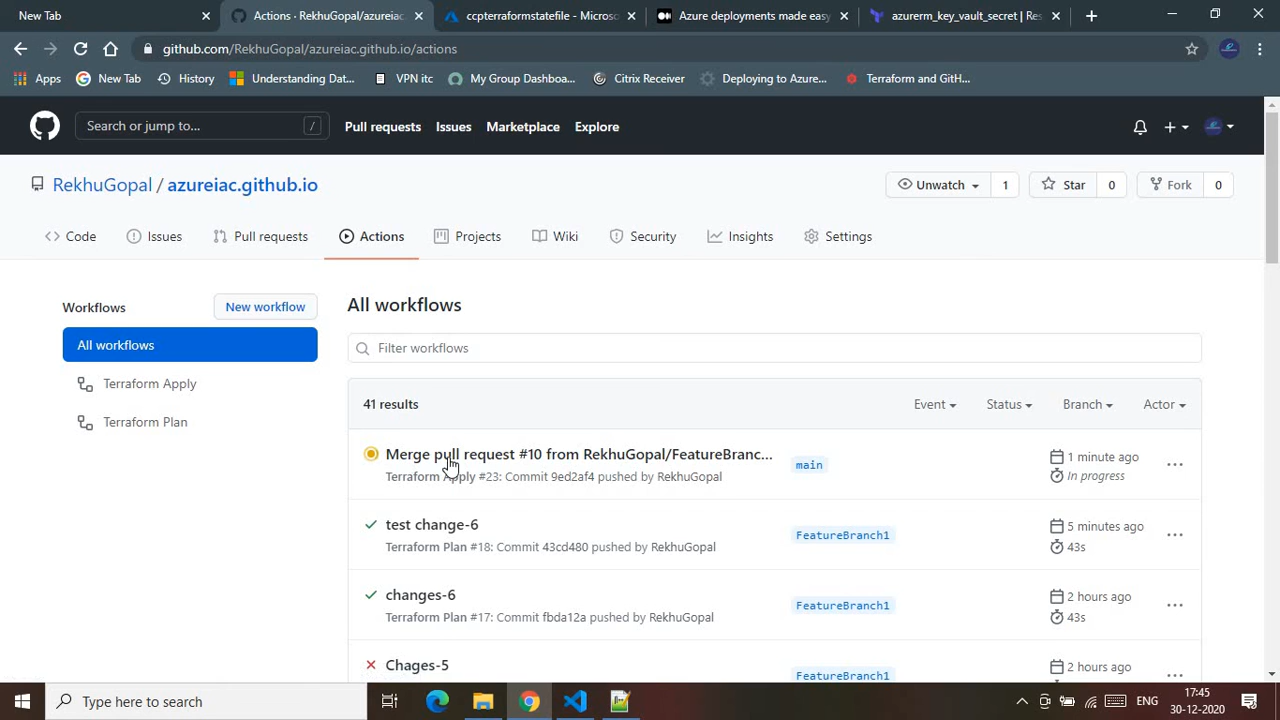 New Tab
Actions · RekhuGopal/azureiac.
ccpterraformstatefile - Microso
Azure deployments made easy
azurerm_key_vault_secret | Res
github.com/RekhuGopal/azureiac.github.io/actions
Apps
New Tab
History
Understanding Dat...
VPN itc
My Group Dashboa...
Citrix Receiver
Deploying to Azure...
Terraform and GitH...
Search or jump to...
/
Pull requests
Issues
Marketplace
Explore
RekhuGopal / azureiac.github.io
Unwatch
1
Star
0
Fork
0
Code
Issues
Pull requests
Actions
Projects
Wiki
Security
Insights
Settings
Workflows
New workflow
All workflows
Terraform Apply
Terraform Plan
All workflows
Filter workflows
41 results
Event
Status
Branch
Actor
Merge pull request #10 from RekhuGopal/FeatureBranc...
Terraform Apply #23: Commit 9ed2af4 pushed by RekhuGopal
main
1 minute ago
In progress
test change-6
Terraform Plan #18: Commit 43cd480 pushed by RekhuGopal
FeatureBranch1
5 minutes ago
43s
changes-6
Terraform Plan #17: Commit fbda12a pushed by RekhuGopal
FeatureBranch1
2 hours ago
43s
Chages-5
FeatureBranch1
2 hours ago
Type here to search
ENG
17:45
30-12-2020